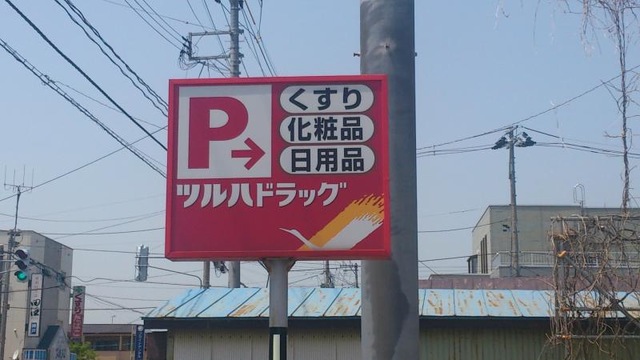 P
くすり
化粧品
日用品
ツルハドラッグ